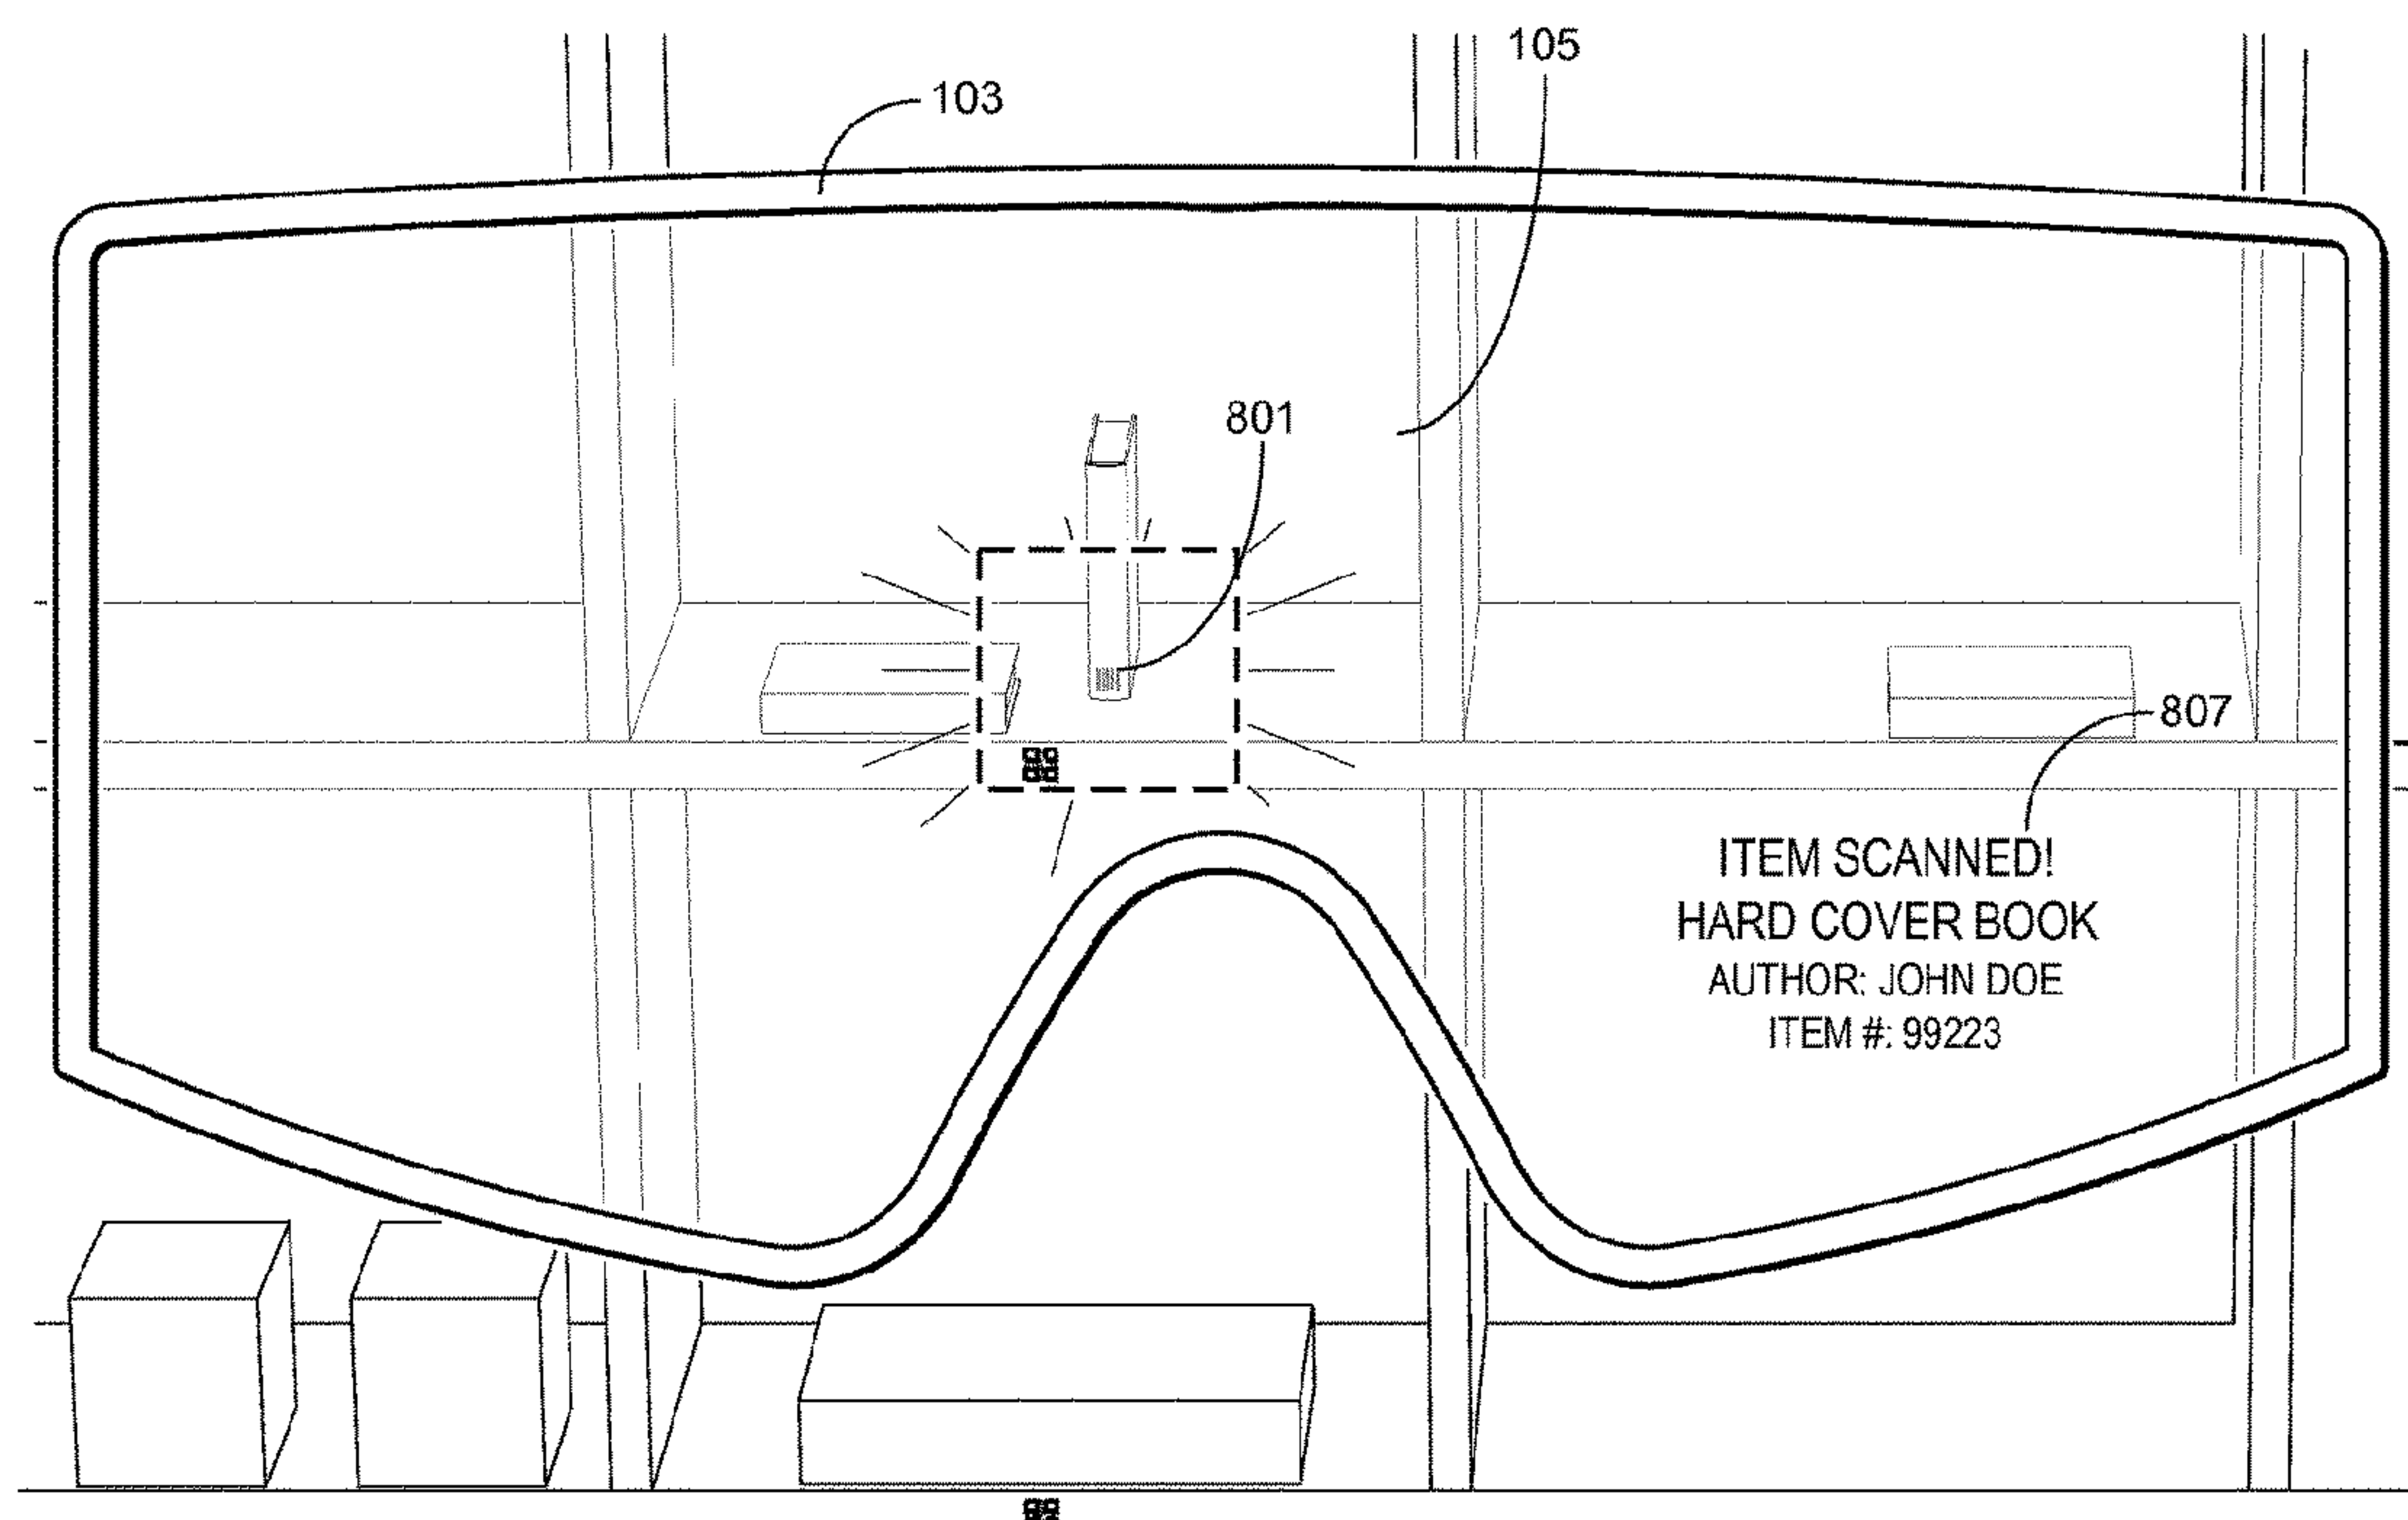 105
103
801
807
ITEM SCANNED!
HARD COVER BOOK
AUTHOR: JOHN DOE
ITEM #: 99223